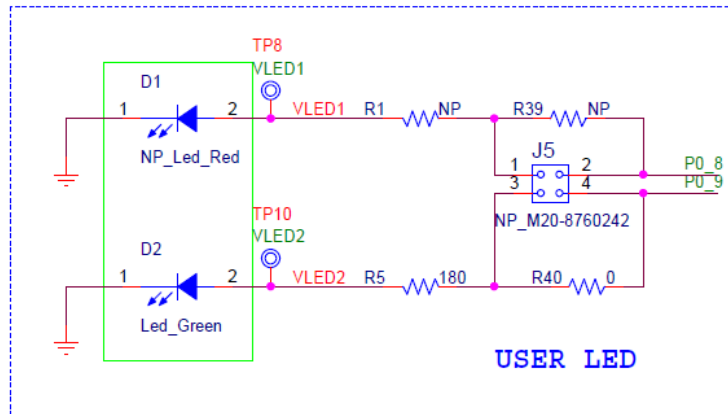 TP8
D1 VLED1
1 2 VLED1 R1 NP R39 NP
NP_Led_Red
J5
1 2 P0_8
3 4 P0_9
NP_M20-8760242
TP10
D2 VLED2
1 2 VLED2 R5 180 R40 0
Led_Green
USER LED